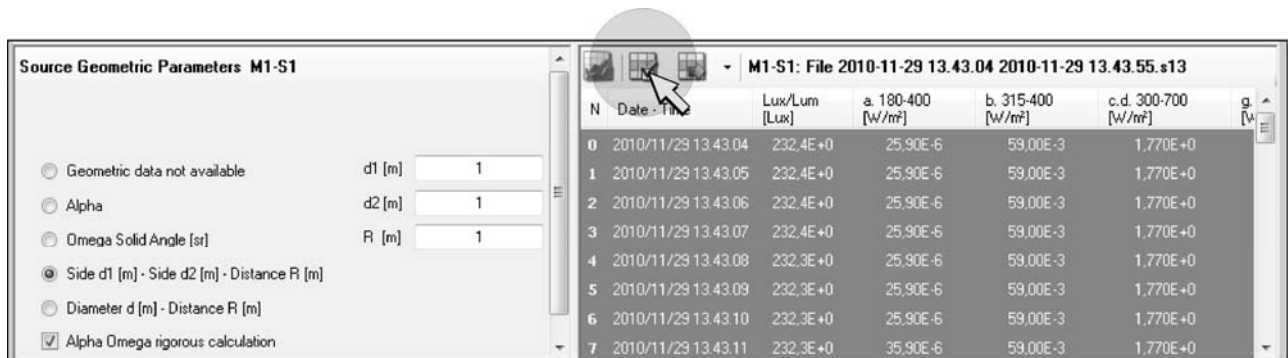 Source Geometric Parameters M1-S1
Geometric data not available
Alpha
Omega Solid Angle [sr]
Side d1 [m] - Side d2 [m] - Distance R [m]
Diameter d [m] - Distance R [m]
Alpha Omega rigorous calculation
d1 [m] 1
d2 [m] 1
R [m] 1
M1-S1: File 2010-11-29 13.43.04 2010-11-29 13.43.55.s13
N Date - Time Lux/Lum [Lux] a. 180-400 [W/m²] b. 315-400 [W/m²] c.d. 300-700 [W/m²] g.
0 2010/11/29 13.43.04 232,4E+0 25,90E-6 59,00E-3 1,770E+0
1 2010/11/29 13.43.05 232,4E+0 25,90E-6 59,00E-3 1,770E+0
2 2010/11/29 13.43.06 232,4E+0 25,90E-6 59,00E-3 1,770E+0
3 2010/11/29 13.43.07 232,4E+0 25,90E-6 59,00E-3 1,770E+0
4 2010/11/29 13.43.08 232,3E+0 25,90E-6 59,00E-3 1,770E+0
5 2010/11/29 13.43.09 232,3E+0 25,90E-6 59,00E-3 1,770E+0
6 2010/11/29 13.43.10 232,3E+0 25,90E-6 59,00E-3 1,770E+0
7 2010/11/29 13.43.11 232,3E+0 35,90E-6 59,00E-3 1,770E+0